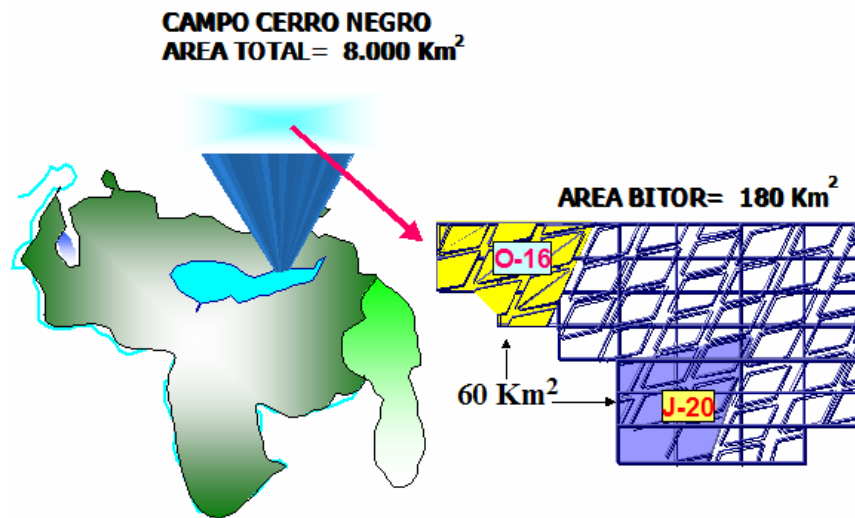 CAMPO CERRO NEGRO
AREA TOTAL= 8.000 Km²
AREA BITOR= 180 Km²
O-16
60 Km²
J-20